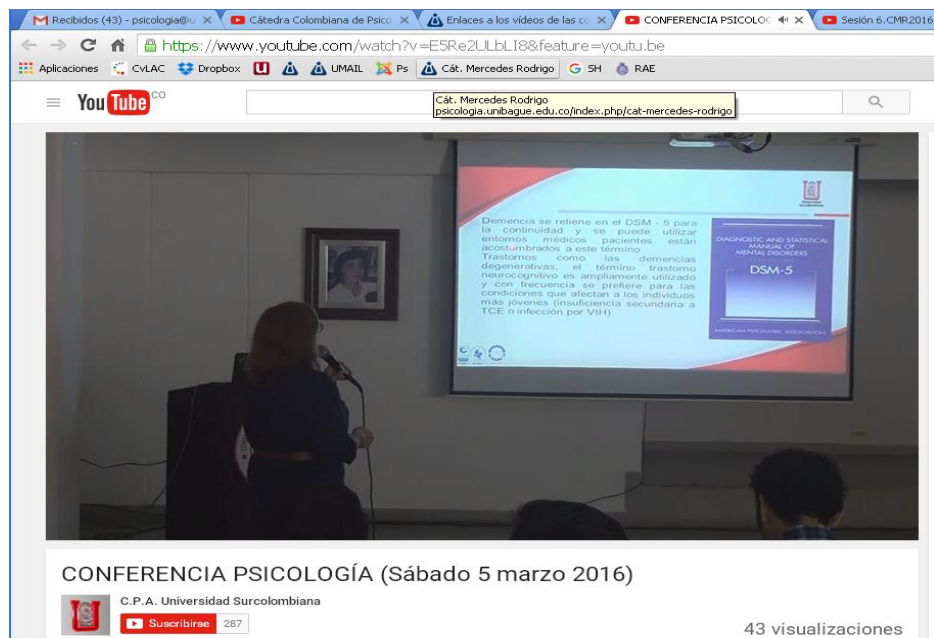 Recibidos (43) - psicologia@u
Cátedra Colombiana de Psico
Enlaces a los vídeos de las co
CONFERENCIA PSICOLOG
Sesión 6.CMR2016
https://www.youtube.com/watch?v=E5Re2ULbLI8&feature=youtu.be
Aplicaciones CvLAC Dropbox UMAIL Ps Cát. Mercedes Rodrigo SH RAE
YouTube CO
Cát. Mercedes Rodrigo
psicologia.unibague.edu.co/index.php/cat-mercedes-rodrigo
Demencia se retiene en el DSM - 5 para
la continuidad y se puede utilizar
entornos médicos pacientes están
acostumbrados a este término
Trastornos como las demencias
degenerativas, el término trastorno
neurocognitivo es ampliamente utilizado
y con frecuencia se prefiere para las
condiciones que afectan a los individuos
más jóvenes (insuficiencia secundaria a
TCE o infección por VIH)
DIAGNOSTIC AND STATISTICAL
MANUAL OF
MENTAL DISORDERS
DSM-5
AMERICAN PSYCHIATRIC ASSOCIATION
CONFERENCIA PSICOLOGÍA (Sábado 5 marzo 2016)
C.P.A. Universidad Surcolombiana
Suscribirse 287
43 visualizaciones